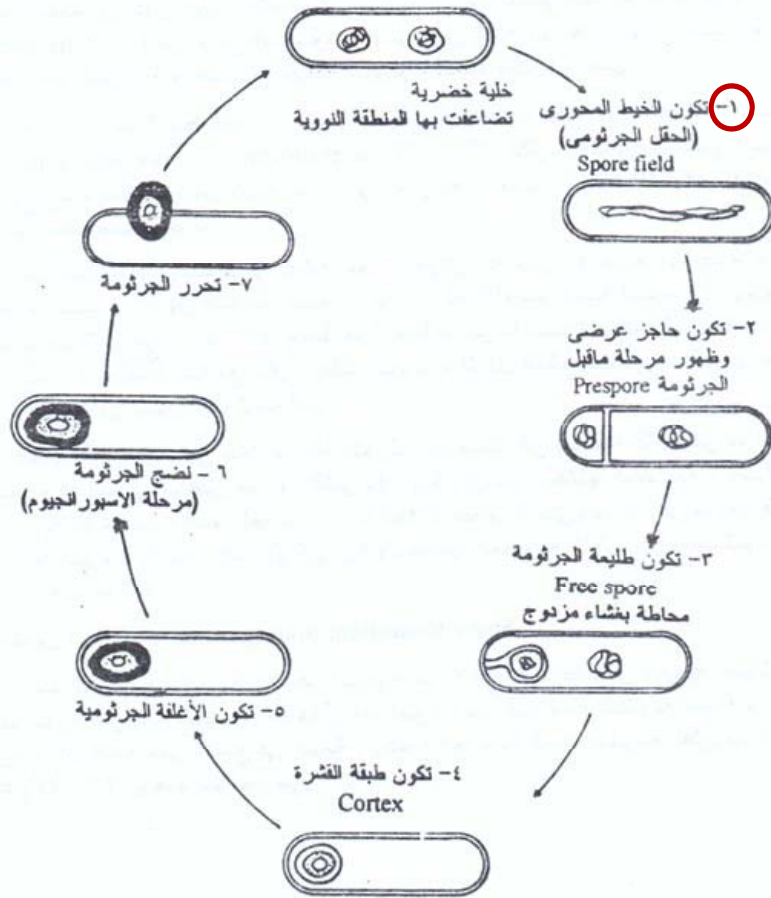 خلية خضرية
تضاعفت بها المنطقة النووية
١- تكون الخيط المحورى
(الحقل الجرثومى)
Spore field
٢- تكون حاجز عرضى
وظهور مرحلة ماقبل
الجرثومة Prespore
٣- تكون طليعة الجرثومة
Free spore
محاطة بغشاء مزدوج
٤- تكون طبقة القشرة
Cortex
٥- تكون الأغلفة الجرثومية
٦- نضج الجرثومة
(مرحلة الاسبورانجيوم)
٧- تحرر الجرثومة